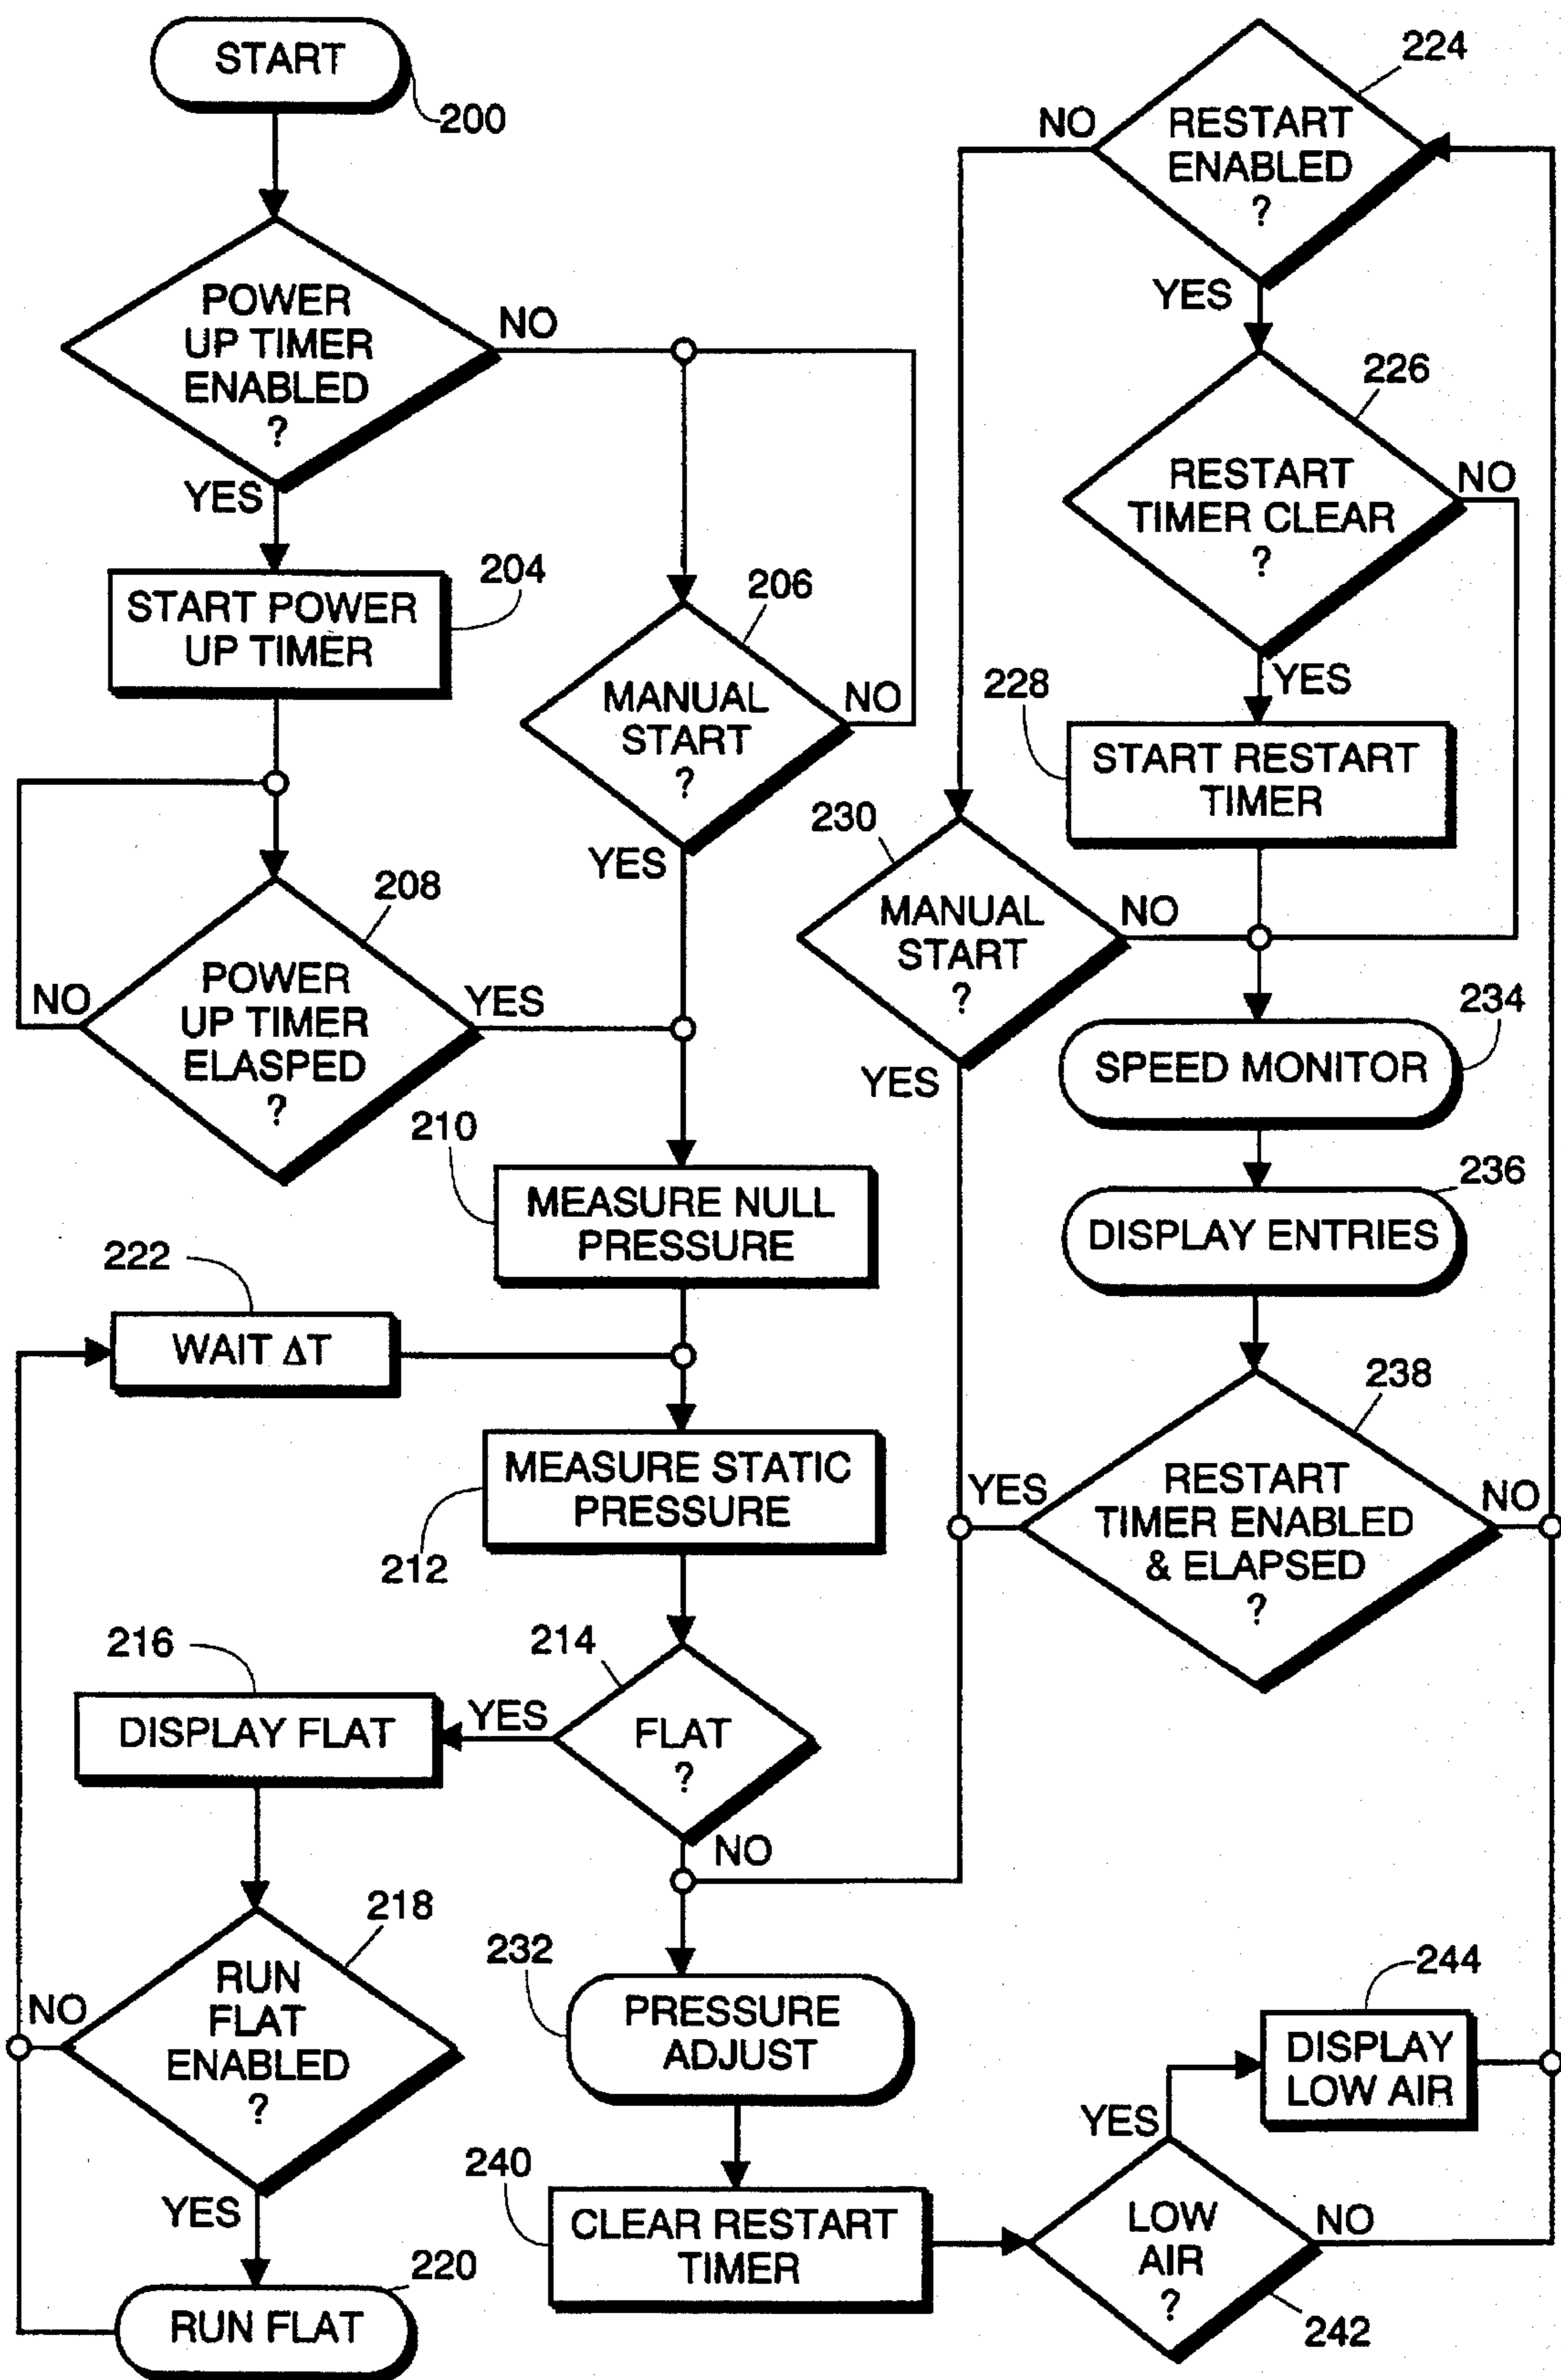 START
200
POWER
UP TIMER
ENABLED
?
NO
YES
START POWER
UP TIMER
204
206
MANUAL
START
?
NO
YES
208
POWER
UP TIMER
ELASPED
?
NO
YES
210
MEASURE NULL
PRESSURE
222
WAIT ΔT
MEASURE STATIC
PRESSURE
212
214
FLAT
?
YES
NO
216
DISPLAY FLAT
218
RUN
FLAT
ENABLED
?
NO
YES
220
RUN FLAT
224
RESTART
ENABLED
?
NO
YES
226
RESTART
TIMER CLEAR
?
NO
YES
228
START RESTART
TIMER
230
MANUAL
START
?
NO
YES
234
SPEED MONITOR
236
DISPLAY ENTRIES
238
RESTART
TIMER ENABLED
& ELAPSED
?
YES
NO
232
PRESSURE
ADJUST
240
CLEAR RESTART
TIMER
LOW
AIR
?
242
YES
NO
244
DISPLAY
LOW AIR